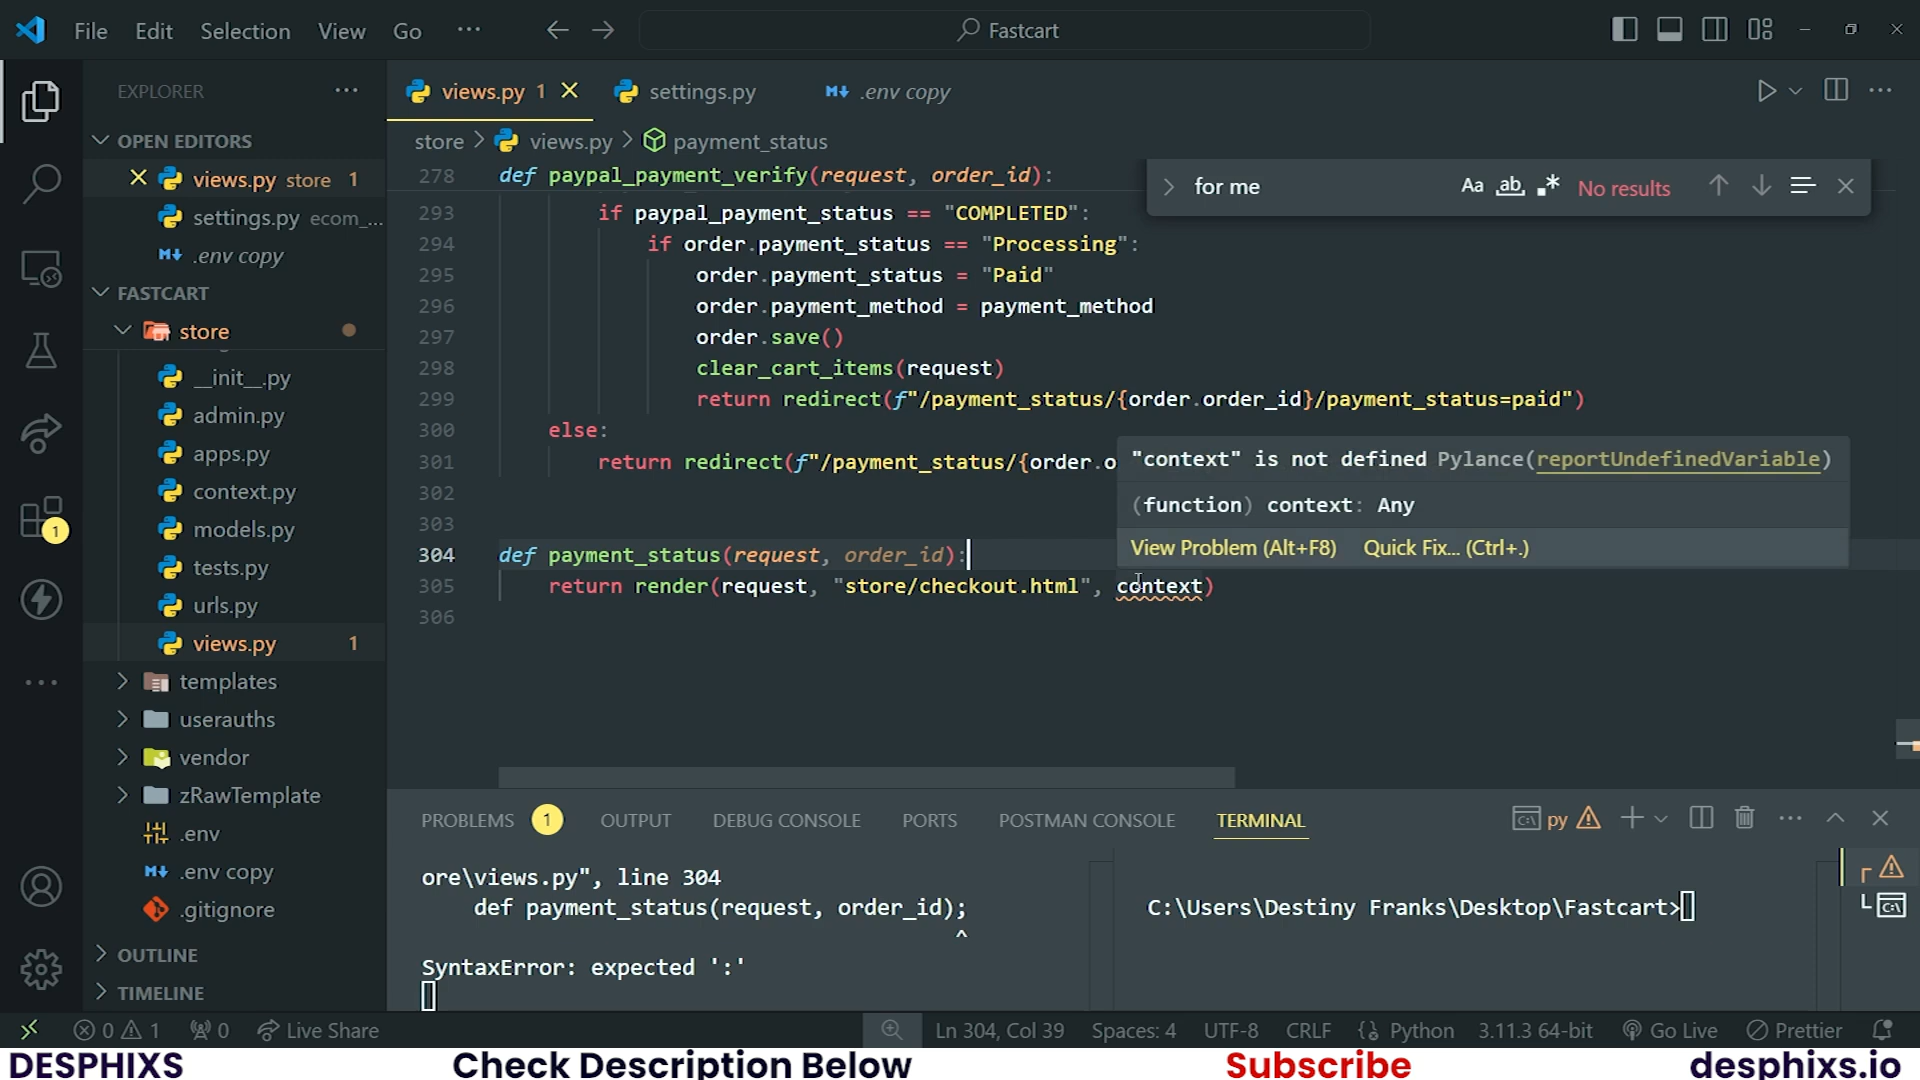 File Edit Selection View Go ··· Fastcart
EXPLORER ···
OPEN EDITORS
views.py store 1
settings.py ecom_...
.env copy
FASTCART
store
__init__.py
admin.py
apps.py
context.py
models.py
tests.py
urls.py
views.py 1
templates
userauths
vendor
zRawTemplate
.env
.env copy
.gitignore
OUTLINE
TIMELINE
1
views.py 1 settings.py .env copy
store > views.py > payment_status
for me Aa ab .* No results
278 def paypal_payment_verify(request, order_id):
293 if paypal_payment_status == "COMPLETED":
294 if order.payment_status == "Processing":
295 order.payment_status = "Paid"
296 order.payment_method = payment_method
297 order.save()
298 clear_cart_items(request)
299 return redirect(f"/payment_status/{order.order_id}/payment_status=paid")
300 else:
301 return redirect(f"/payment_status/{order.o
302
303
304 def payment_status(request, order_id):
305 return render(request, "store/checkout.html", context)
306
"context" is not defined Pylance(reportUndefinedVariable)
(function) context: Any
View Problem (Alt+F8) Quick Fix... (Ctrl+.)
PROBLEMS 1 OUTPUT DEBUG CONSOLE PORTS POSTMAN CONSOLE TERMINAL py
ore\views.py", line 304
def payment_status(request, order_id);
^
SyntaxError: expected ':'
C:\Users\Destiny Franks\Desktop\Fastcart>
0 1 0 Live Share Ln 304, Col 39 Spaces: 4 UTF-8 CRLF Python 3.11.3 64-bit Go Live Prettier
DESPHIXS Check Description Below Subscribe desphixs.io